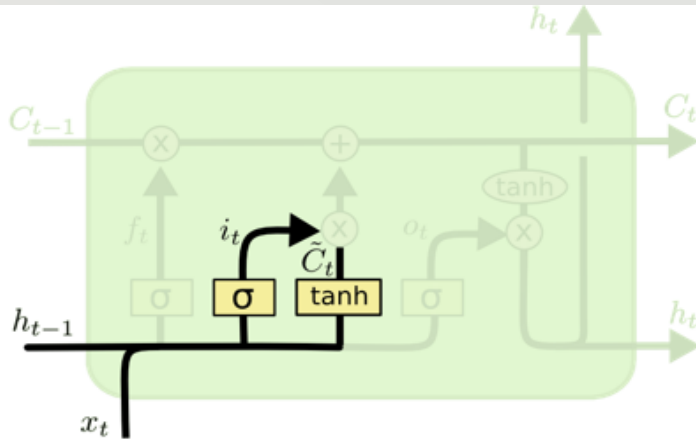 h_t
C_{t-1}
×
+
C_t
tanh
f_t
i_t
×
o_t
×
C̃_t
σ
σ
tanh
σ
h_{t-1}
h_t
x_t